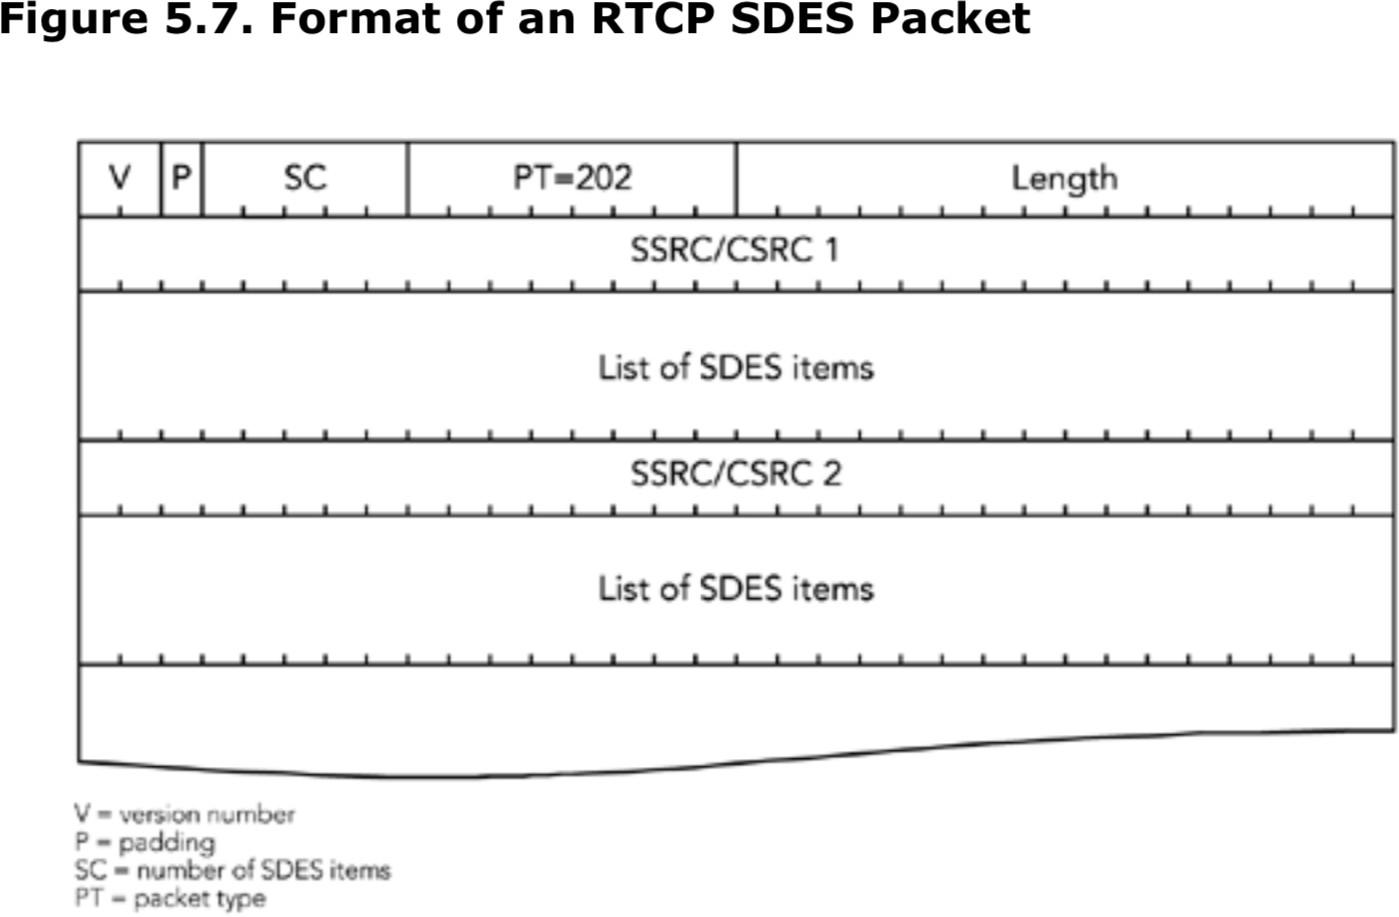 Figure 5.7. Format of an RTCP SDES Packet
V P SC PT=202 Length
SSRC/CSRC 1
List of SDES items
SSRC/CSRC 2
List of SDES items
V = version number
P = padding
SC = number of SDES items
PT = packet type